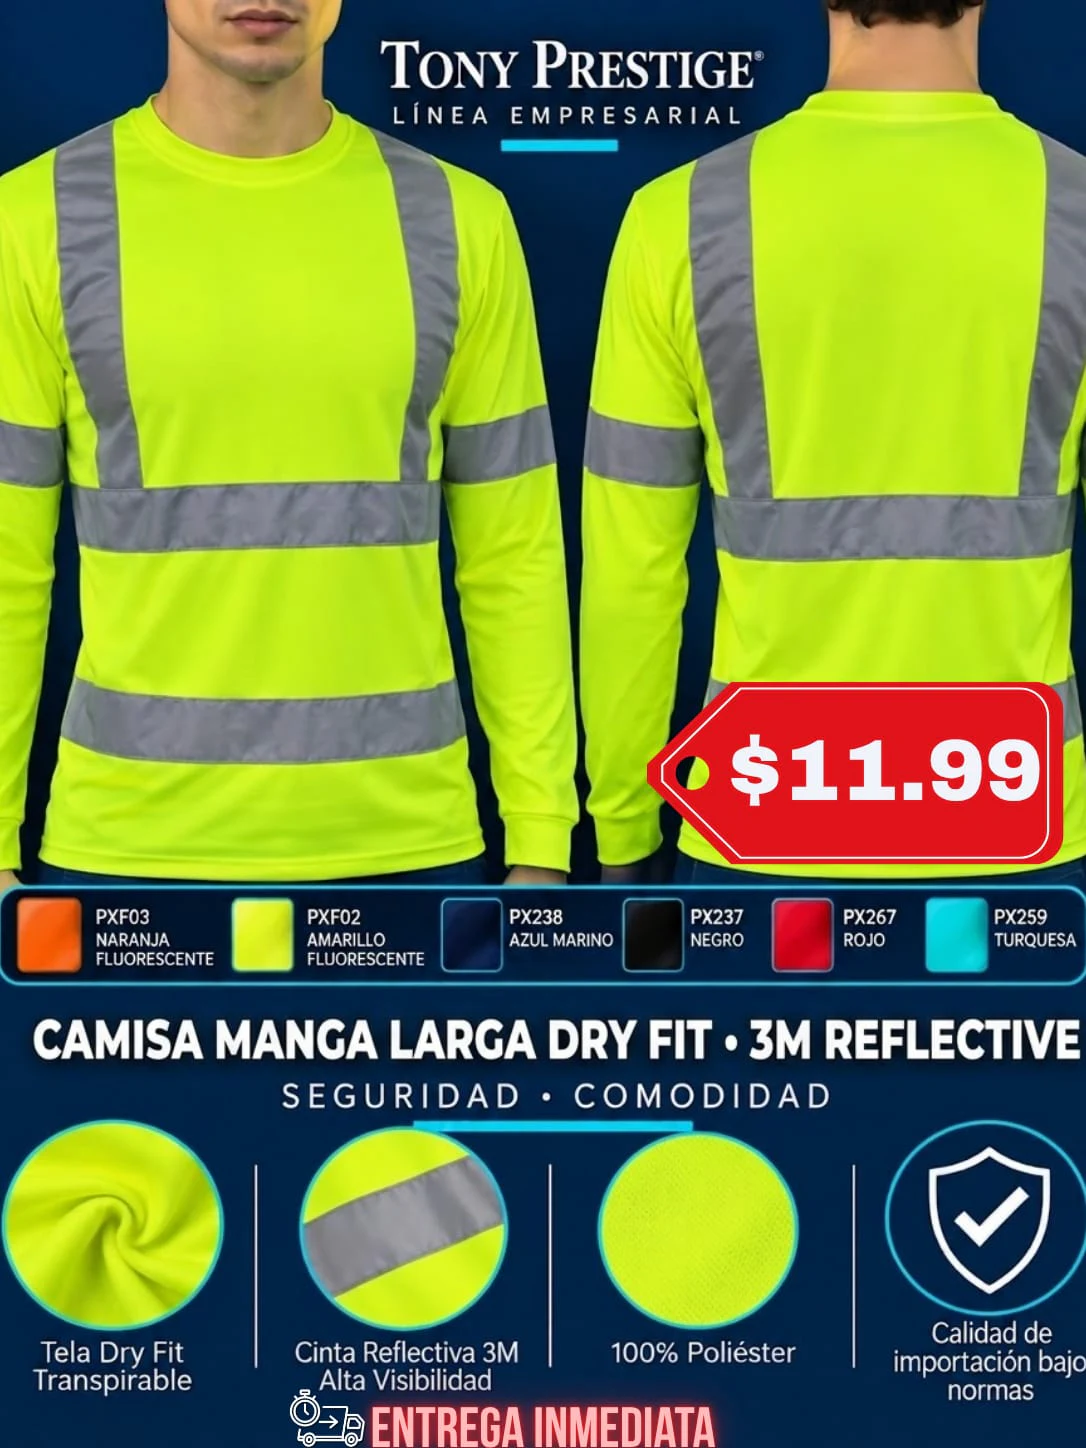 TONY PRESTIGE®
LÍNEA EMPRESARIAL
$11.99
PXF03
NARANJA
FLUORESCENTE
PXF02
AMARILLO
FLUORESCENTE
PX238
AZUL MARINO
PX237
NEGRO
PX267
ROJO
PX259
TURQUESA
CAMISA MANGA LARGA DRY FIT • 3M REFLECTIVE
SEGURIDAD • COMODIDAD
Tela Dry Fit
Transpirable
Cinta Reflectiva 3M
Alta Visibilidad
100% Poliéster
Calidad de
importación bajo
normas
ENTREGA INMEDIATA